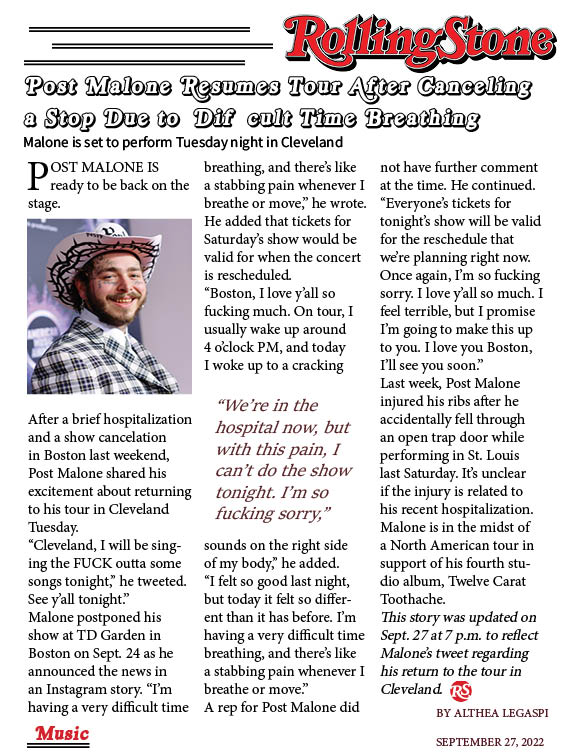 Rolling Stone
Post Malone Resumes Tour After Canceling
a Stop Due to Dif cult Time Breathing
Malone is set to perform Tuesday night in Cleveland
POST MALONE IS
ready to be back on the
stage.
After a brief hospitalization
and a show cancelation
in Boston last weekend,
Post Malone shared his
excitement about returning
to his tour in Cleveland
Tuesday.
“Cleveland, I will be sing-
ing the FUCK outta some
songs tonight,” he tweeted.
See y’all tonight.”
Malone postponed his
show at TD Garden in
Boston on Sept. 24 as he
announced the news in
an Instagram story. “I’m
having a very difficult time
breathing, and there’s like
a stabbing pain whenever I
breathe or move,” he wrote.
He added that tickets for
Saturday’s show would be
valid for when the concert
is rescheduled.
“Boston, I love y’all so
fucking much. On tour, I
usually wake up around
4 o’clock PM, and today
I woke up to a cracking
“We’re in the
hospital now, but
with this pain, I
can’t do the show
tonight. I’m so
fucking sorry,”
sounds on the right side
of my body,” he added.
“I felt so good last night,
but today it felt so differ-
ent than it has before. I’m
having a very difficult time
breathing, and there’s like
a stabbing pain whenever I
breathe or move.”
A rep for Post Malone did
not have further comment
at the time. He continued.
“Everyone’s tickets for
tonight’s show will be valid
for the reschedule that
we’re planning right now.
Once again, I’m so fucking
sorry. I love y’all so much. I
feel terrible, but I promise
I’m going to make this up
to you. I love you Boston,
I’ll see you soon.”
Last week, Post Malone
injured his ribs after he
accidentally fell through
an open trap door while
performing in St. Louis
last Saturday. It’s unclear
if the injury is related to
his recent hospitalization.
Malone is in the midst of
a North American tour in
support of his fourth stu-
dio album, Twelve Carat
Toothache.
This story was updated on
Sept. 27 at 7 p.m. to reflect
Malone’s tweet regarding
his return to the tour in
Cleveland. RS
BY ALTHEA LEGASPI
Music
SEPTEMBER 27, 2022